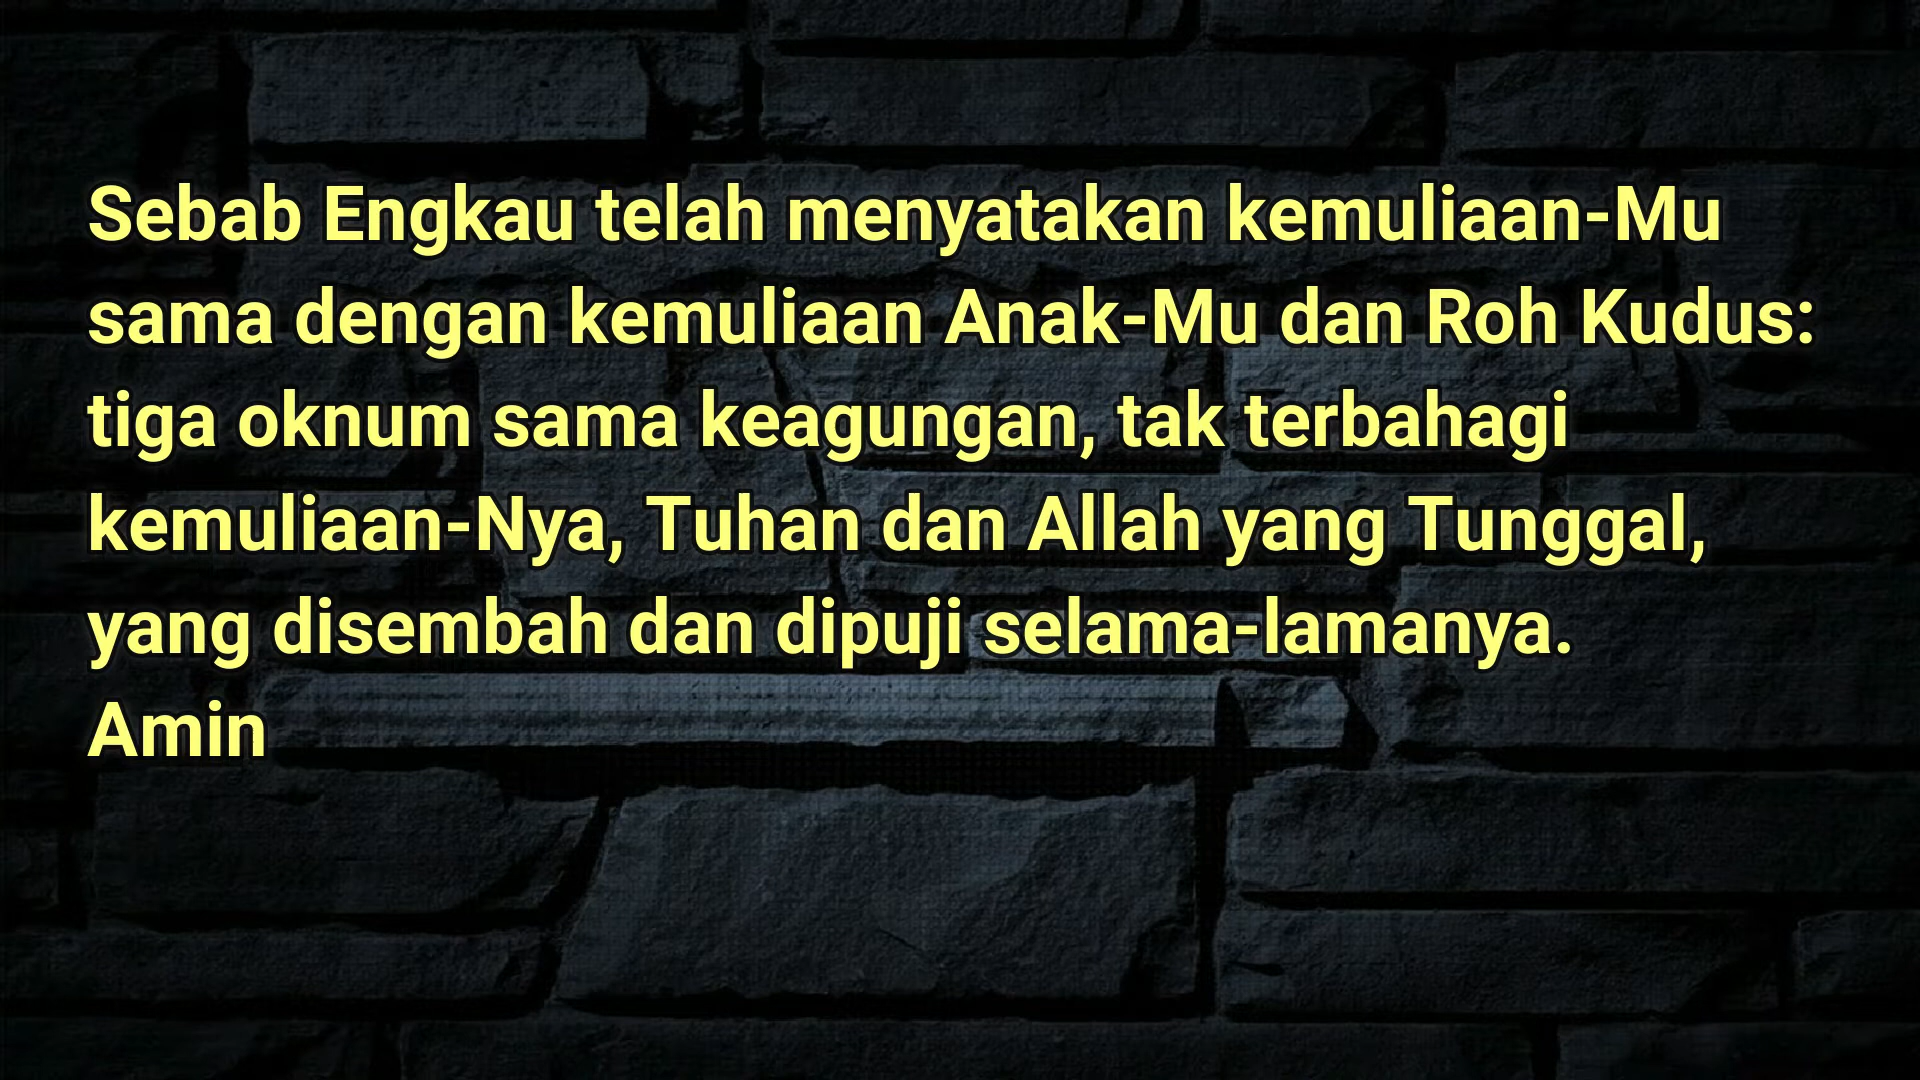 Sebab Engkau telah menyatakan kemuliaan-Mu
sama dengan kemuliaan Anak-Mu dan Roh Kudus:
tiga oknum sama keagungan, tak terbahagi
kemuliaan-Nya, Tuhan dan Allah yang Tunggal,
yang disembah dan dipuji selama-lamanya.
Amin